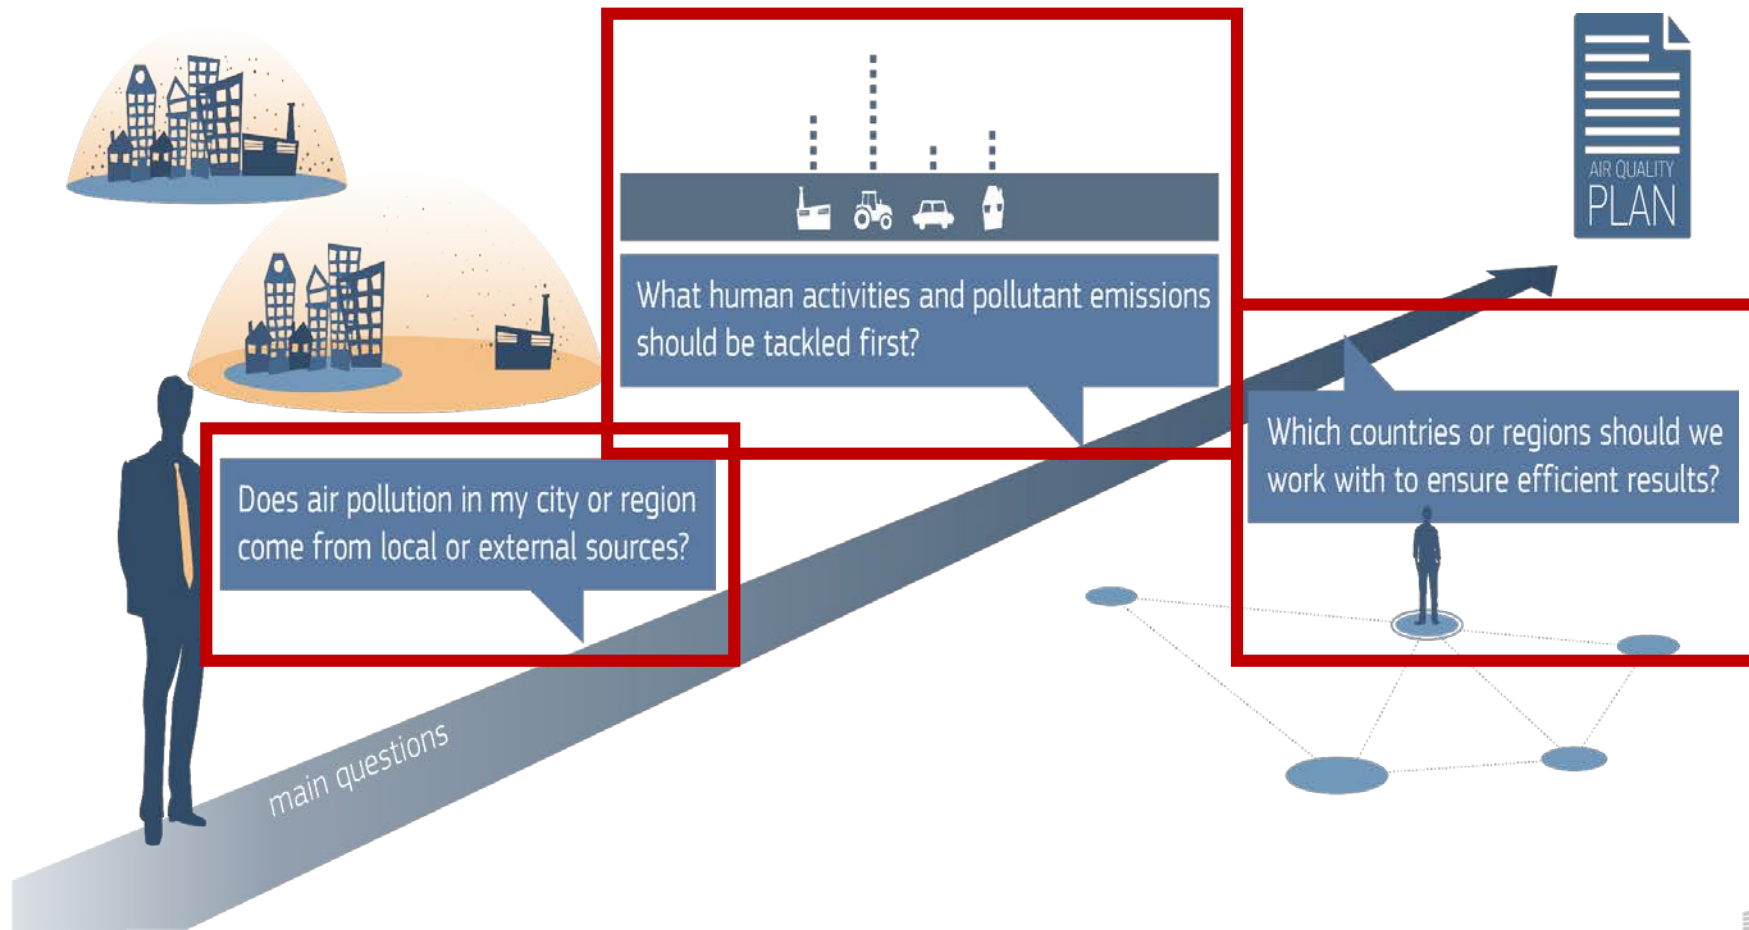 AIR QUALITY
PLAN
What human activities and pollutant emissions
should be tackled first?
Which countries or regions should we
work with to ensure efficient results?
Does air pollution in my city or region
come from local or external sources?
main questions